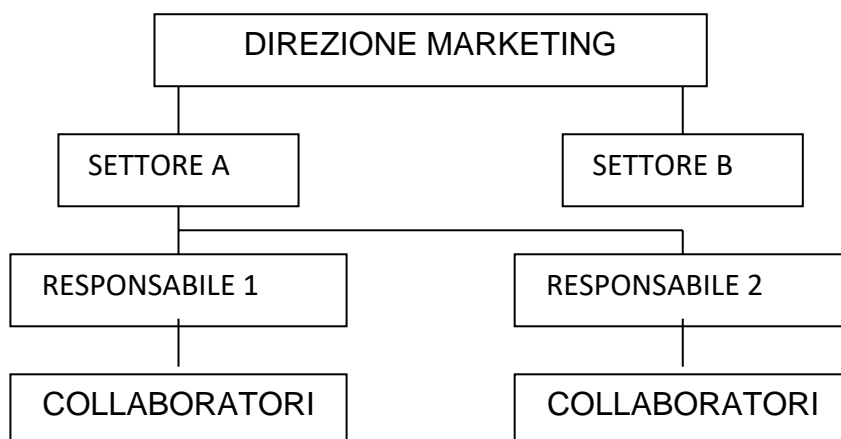 DIREZIONE MARKETING
SETTORE A
SETTORE B
RESPONSABILE 1
RESPONSABILE 2
COLLABORATORI
COLLABORATORI